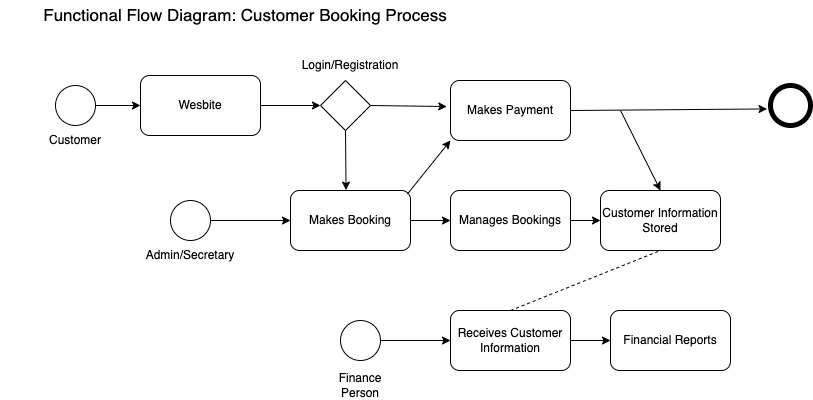 Functional Flow Diagram: Customer Booking Process
Login/Registration
Wesbite
Makes Payment
Customer
Makes Booking
Manages Bookings
Customer Information
Stored
Admin/Secretary
Receives Customer
Information
Financial Reports
Finance
Person